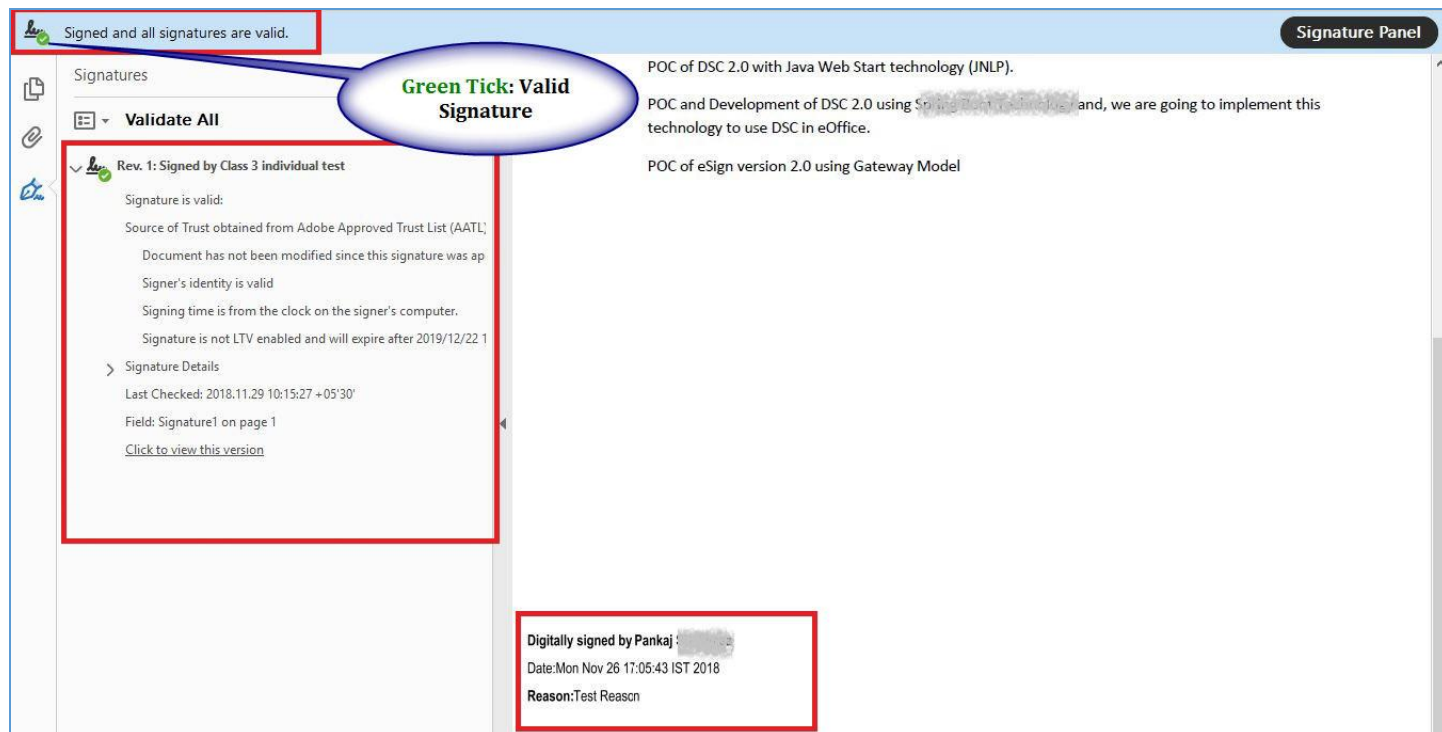 Signed and all signatures are valid.
Signature Panel
Signatures
Validate All
Green Tick: Valid
Signature
Rev. 1: Signed by Class 3 individual test
Signature is valid:
Source of Trust obtained from Adobe Approved Trust List (AATL)
Document has not been modified since this signature was ap
Signer's identity is valid
Signing time is from the clock on the signer's computer.
Signature is not LTV enabled and will expire after 2019/12/22 1
Signature Details
Last Checked: 2018.11.29 10:15:27 +05'30'
Field: Signature1 on page 1
Click to view this version
POC of DSC 2.0 with Java Web Start technology (JNLP).
POC and Development of DSC 2.0 using and, we are going to implement this
technology to use DSC in eOffice.
POC of eSign version 2.0 using Gateway Model
Digitally signed by Pankaj
Date:Mon Nov 26 17:05:43 IST 2018
Reason:Test Reason